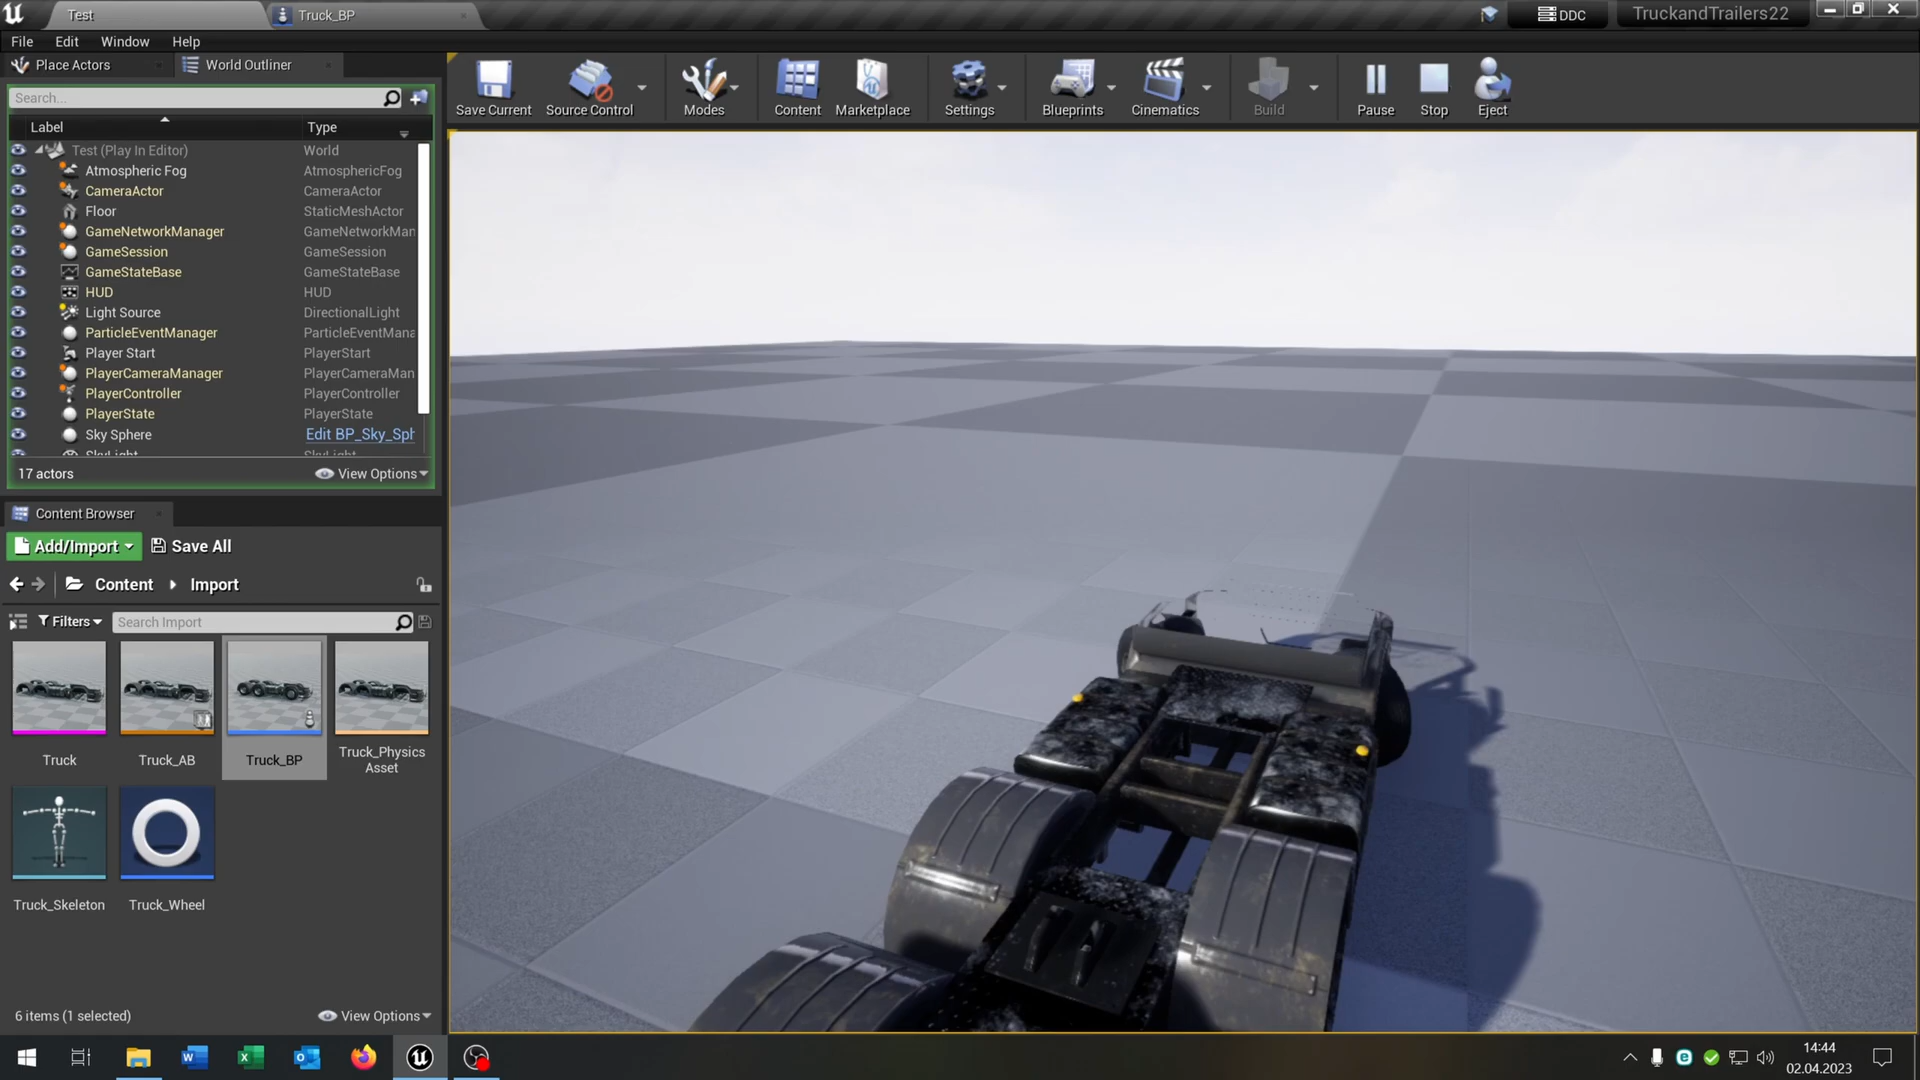 Test
Truck_BP
DDC
TruckandTrailers22
File
Edit
Window
Help
Place Actors
World Outliner
Search...
Label
Type
Test (Play In Editor)
World
Atmospheric Fog
AtmosphericFog
CameraActor
CameraActor
Floor
StaticMeshActor
GameNetworkManager
GameNetworkMan
GameSession
GameSession
GameStateBase
GameStateBase
HUD
HUD
Light Source
DirectionalLight
ParticleEventManager
ParticleEventMana
Player Start
PlayerStart
PlayerCameraManager
PlayerCameraMan
PlayerController
PlayerController
PlayerState
PlayerState
Sky Sphere
Edit BP_Sky_Sph
SkyLight
SkyLight
17 actors
View Options
Save Current
Source Control
Modes
Content
Marketplace
Settings
Blueprints
Cinematics
Build
Pause
Stop
Eject
Content Browser
Add/Import
Save All
Content
Import
Filters
Search Import
Truck
Truck_AB
Truck_BP
Truck_Physics
Asset
Truck_Skeleton
Truck_Wheel
6 items (1 selected)
View Options
14:44
02.04.2023